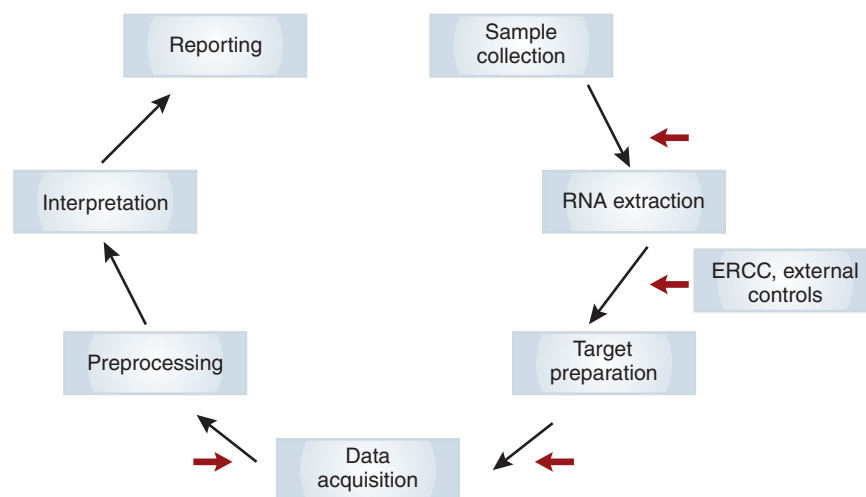 Reporting
Sample
collection
Interpretation
RNA extraction
ERCC, external
controls
Preprocessing
Target
preparation
Data
acquisition